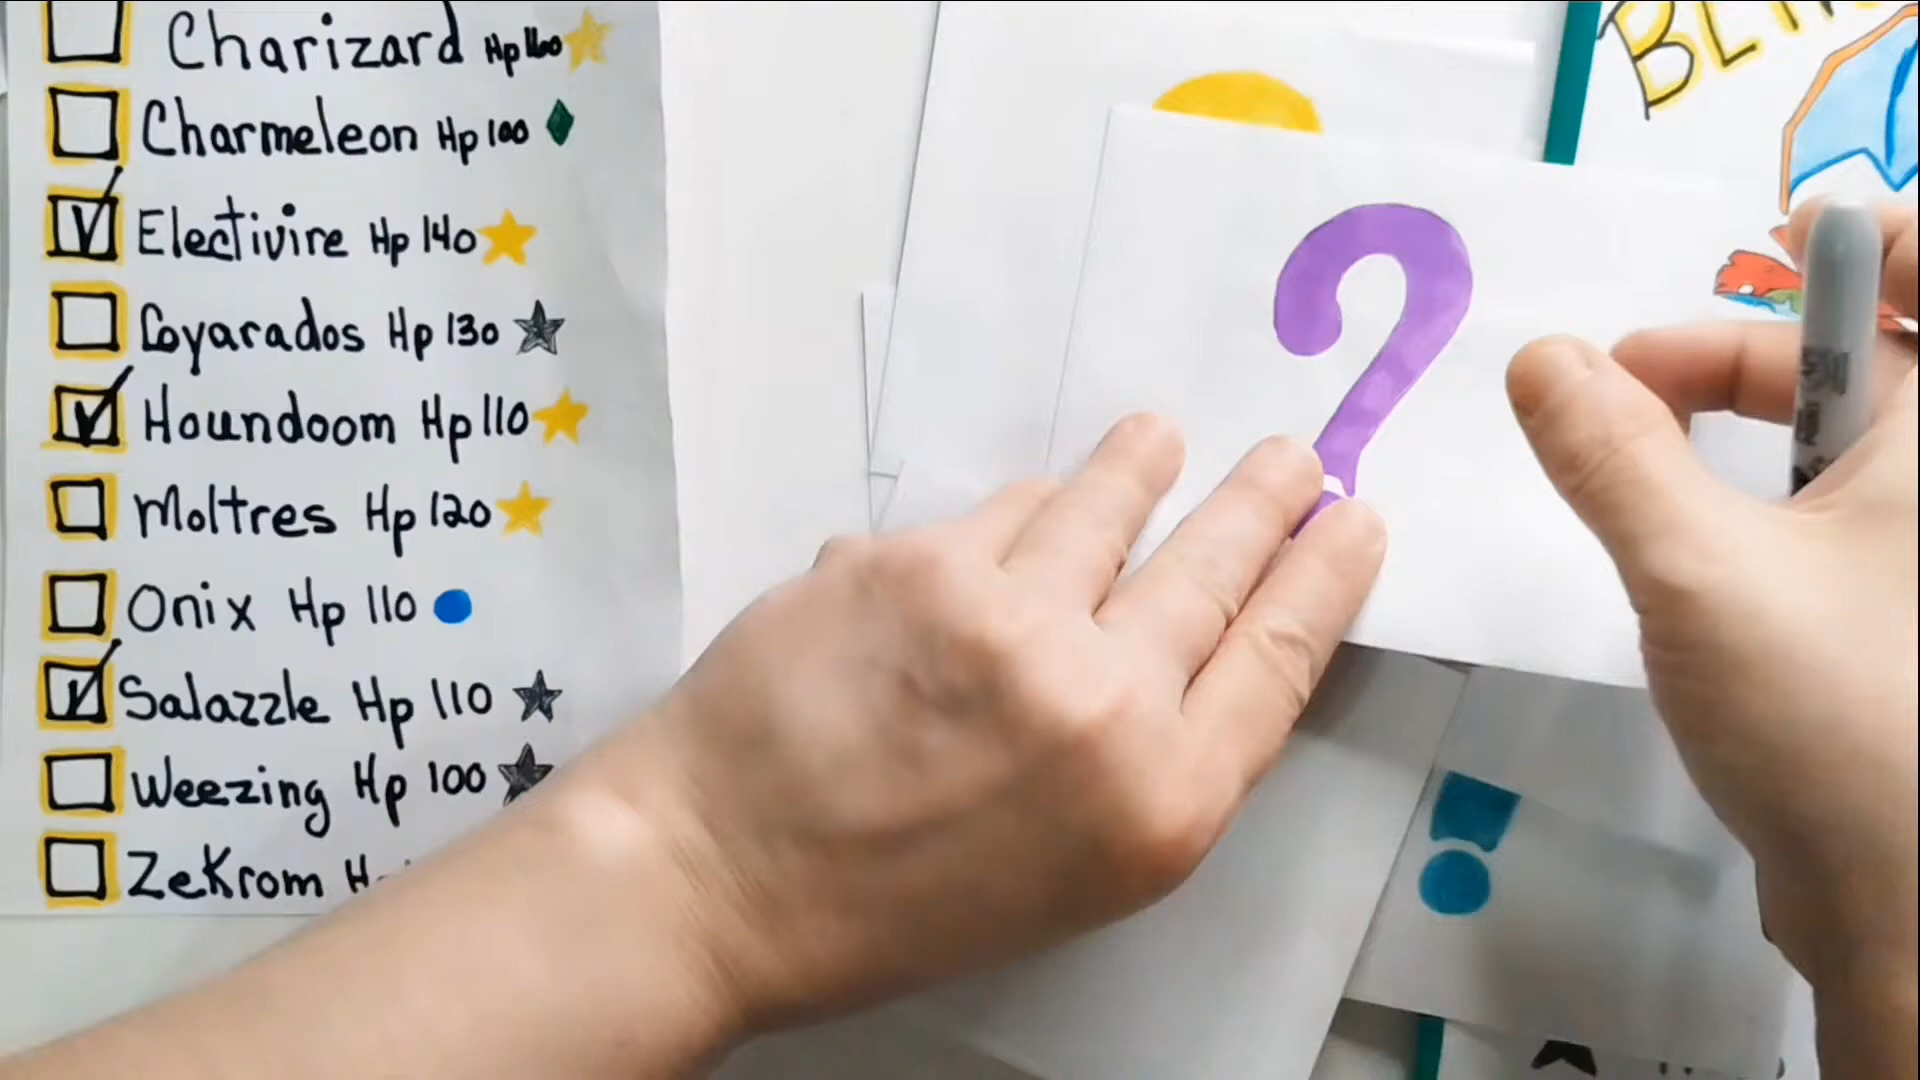 Charizard Hp 160
Charmeleon Hp 100
Electivire Hp 140
Gyarados Hp 130
Houndoom Hp 110
Moltres Hp 120
Onix Hp 110
Salazzle Hp 110
Weezing Hp 100
Zekrom
?